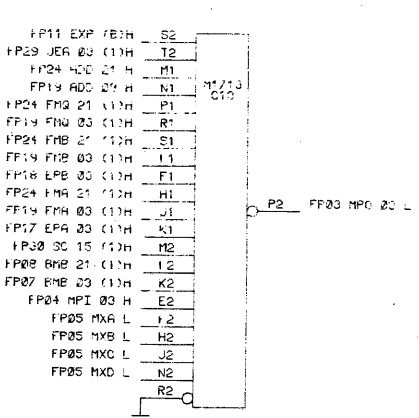 FP11 EXP (B)H S2
FP29 JEA 03 (1)H T2
FP24 ADD 21 H M1
FP19 ADD 09 H N1
M1713
FP24 FMQ 21 (1)H P1
FP19 FMQ 03 (1)H R1
FP24 FMB 21 (1)H S1
FP19 FMB 03 (1)H L1
FP18 EPB 03 (1)H F1
FP24 FMA 21 (1)H H1
P2 FP03 MPO 03 L
FP19 FMA 03 (1)H J1
FP17 EPA 03 (1)H K1
FP30 SC 15 (1)H M2
FP08 BMB 21 (1)H L2
FP07 BMB 03 (1)H K2
FP04 MPI 03 H E2
FP05 MXA L F2
FP05 MXB L H2
FP05 MXC L J2
FP05 MXD L N2
R2